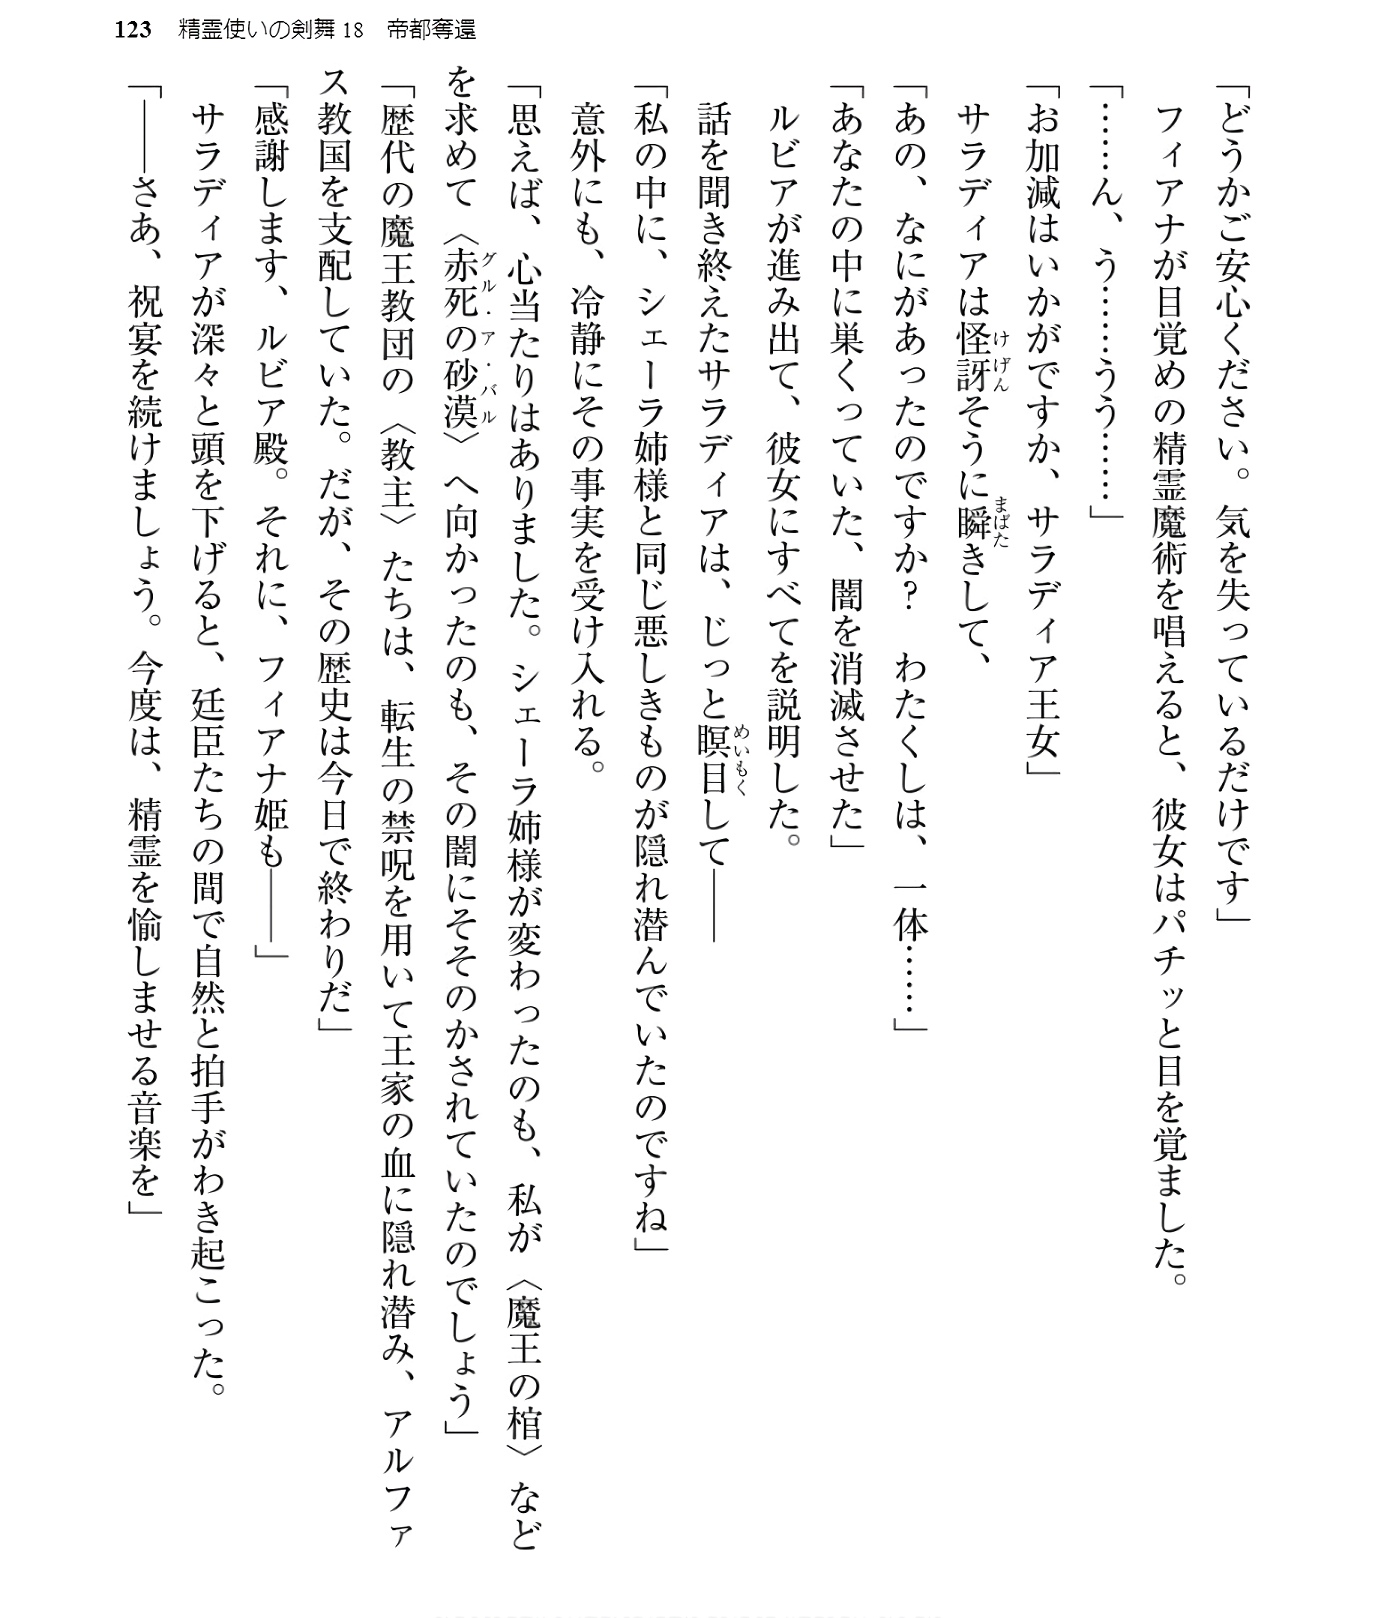 123 精霊使いの剣舞18 帝都奪還
「どうかご安心ください。気を失っているだけです」
フィアナが目覚めの精霊魔術を唱えると、彼女はパチッと目を覚ました。
「……ん、う……うう……」
「お加減はいかがですか、サラディア王女」
サラディアは怪訝そうに瞬きして、
けげん
まばた
「あの、なにがあったのですか? わたくしは、一体……」
「あなたの中に巣くっていた、闇を消滅させた」
ルビアが進み出て、彼女にすべてを説明した。
話を聞き終えたサラディアは、じっと瞑目して――
めいもく
「私の中に、シェーラ姉様と同じ悪しきものが隠れ潜んでいたのですね」
意外にも、冷静にその事実を受け入れる。
「思えば、心当たりはありました。シェーラ姉様が変わったのも、私が〈魔王の棺〉など
を求めて〈赤死の砂漠〉へ向かったのも、その闇にそそのかされていたのでしょう」
グル・ア・バル
「歴代の魔王教団の〈教主〉たちは、転生の禁呪を用いて王家の血に隠れ潜み、アルファ
ス教国を支配していた。だが、その歴史は今日で終わりだ」
「感謝します、ルビア殿。それに、フィアナ姫も――」
サラディアが深々と頭を下げると、廷臣たちの間で自然と拍手がわき起こった。
「――さあ、祝宴を続けましょう。今度は、精霊を愉しませる音楽を」